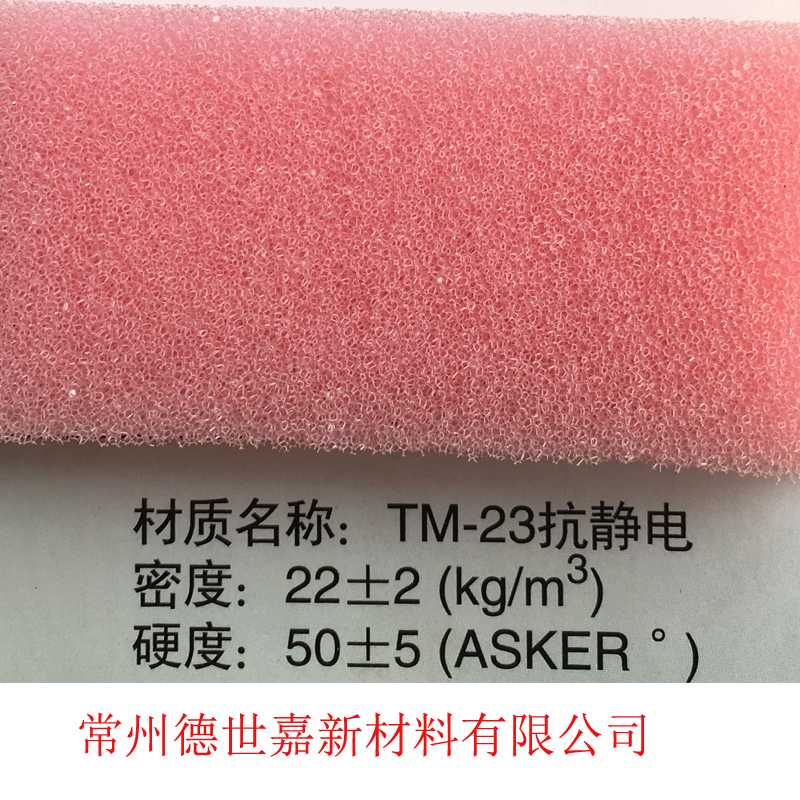 材质名称：TM-23抗静电
密度：22±2 (kg/m³)
硬度：50±5 (ASKER °)
常州德世嘉新材料有限公司